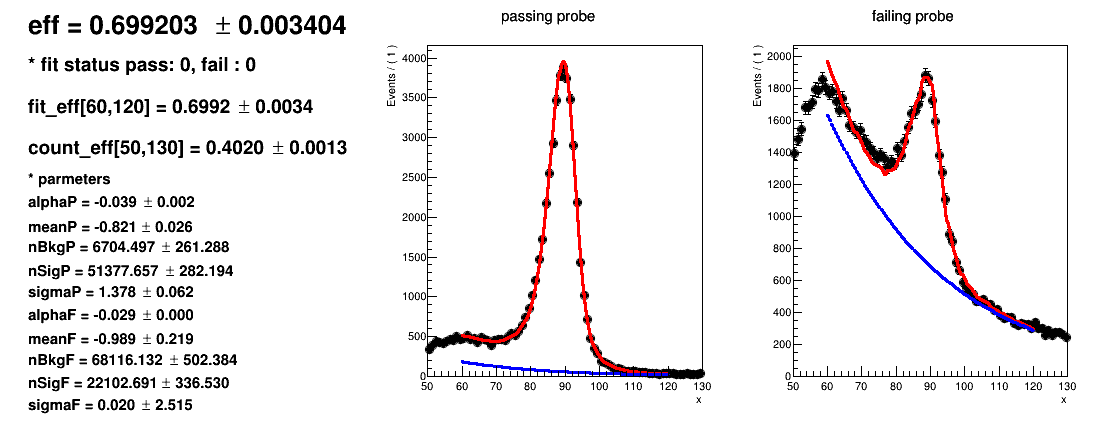 eff = 0.699203 ± 0.003404
* fit status pass: 0, fail : 0
fit_eff[60,120] = 0.6992 ± 0.0034
count_eff[50,130] = 0.4020 ± 0.0013
* parmeters
alphaP = -0.039 ± 0.002
meanP = -0.821 ± 0.026
nBkgP = 6704.497 ± 261.288
nSigP = 51377.657 ± 282.194
sigmaP = 1.378 ± 0.062
alphaF = -0.029 ± 0.000
meanF = -0.989 ± 0.219
nBkgF = 68116.132 ± 502.384
nSigF = 22102.691 ± 336.530
sigmaF = 0.020 ± 2.515
passing probe
Events / ( 1 )
4000
3500
3000
2500
2000
1500
1000
500
0
50 60 70 80 90 100 110 120 130
x
failing probe
Events / ( 1 )
2000
1800
1600
1400
1200
1000
800
600
400
200
0
50 60 70 80 90 100 110 120 130
x